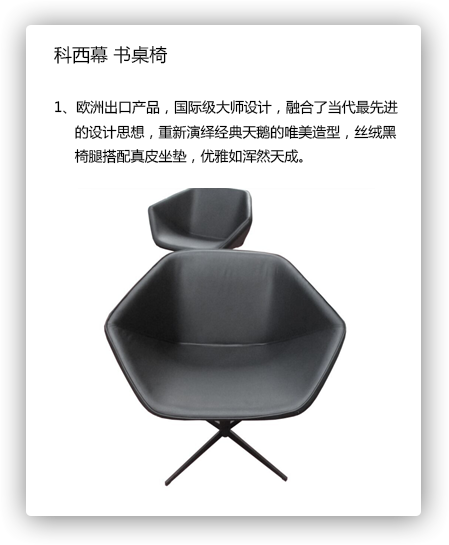 科西幕 书桌椅
1、欧洲出口产品，国际级大师设计，融合了当代最先进
的设计思想，重新演绎经典天鹅的唯美造型，丝绒黑
椅腿搭配真皮坐垫，优雅如浑然天成。